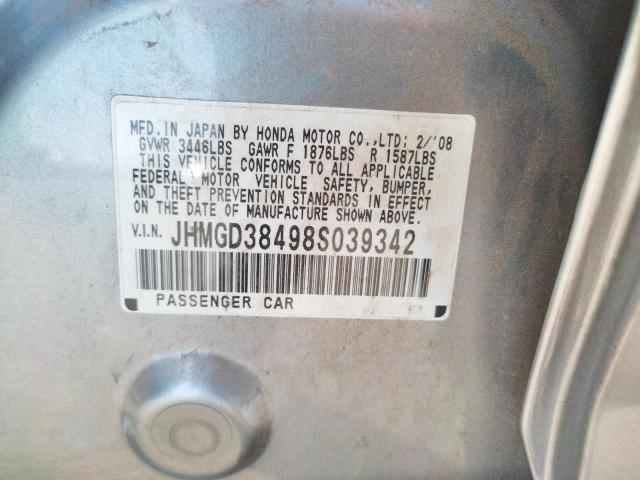 MFD.IN JAPAN BY HONDA MOTOR CO.,LTD; 2/'08
GVWR 3446LBS GAWR F 1876LBS R 1587LBS
THIS VEHICLE CONFORMS TO ALL APPLICABLE
FEDERAL MOTOR VEHICLE SAFETY, BUMPER,
AND THEFT PREVENTION STANDARDS IN EFFECT
ON THE DATE OF MANUFACTURE SHOWN ABOVE.
V.I.N. JHMGD38498S039342
PASSENGER CAR